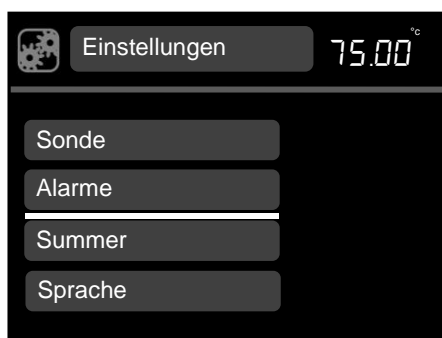 Einstellungen 75.00 °c
Sonde
Alarme
Summer
Sprache